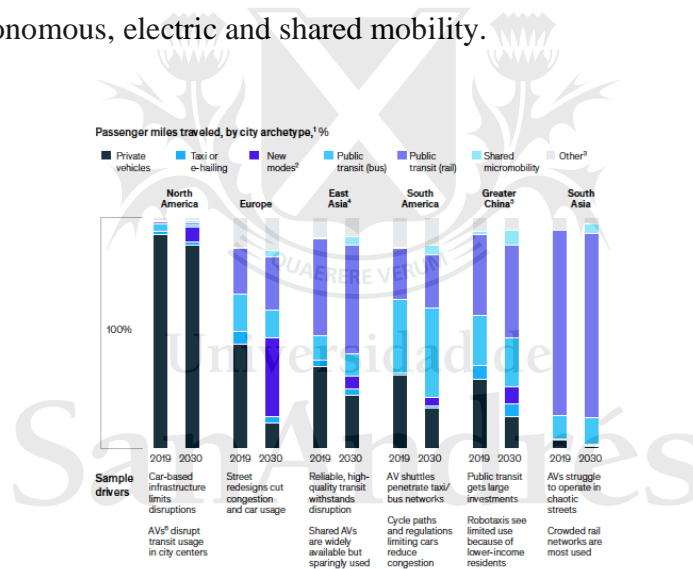 onomous, electric and shared mobility.
Passenger miles traveled, by city archetype,¹ %
Private vehicles
Taxi or e-hailing
New modes²
Public transit (bus)
Public transit (rail)
Shared micromobility
Other³
North America
Europe
East Asia⁴
South America
Greater China⁵
South Asia
QUAERERE VERUM
100%
Universidad de
SanAndrés
2019 2030 2019 2030 2019 2030 2019 2030 2019 2030 2019 2030
Sample drivers
Car-based infrastructure limits disruptions
AVs⁶ disrupt transit usage in city centers
Street redesigns cut congestion and car usage
Reliable, high-quality transit withstands disruption
Shared AVs are widely available but sparingly used
AV shuttles penetrate taxi/bus networks
Cycle paths and regulations limiting cars reduce congestion
Public transit gets large investments
Robotaxis see limited use because of lower-income residents
AVs struggle to operate in chaotic streets
Crowded rail networks are most used